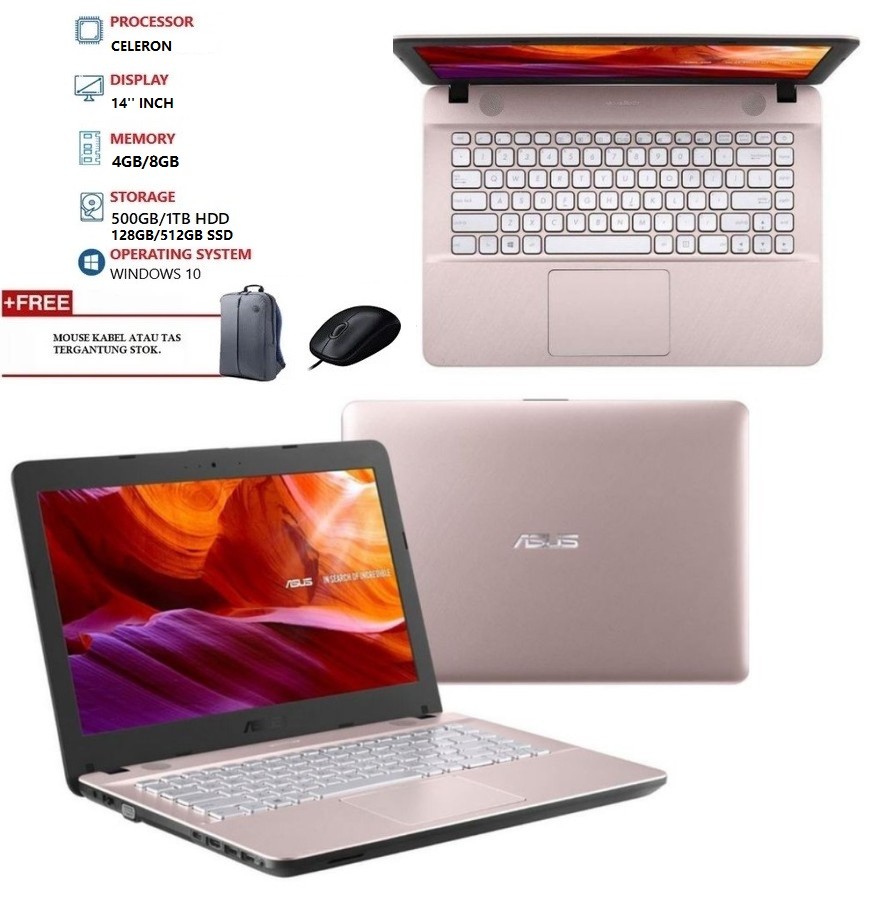 PROCESSOR
CELERON
DISPLAY
14'' INCH
MEMORY
4GB/8GB
STORAGE
500GB/1TB HDD
128GB/512GB SSD
OPERATING SYSTEM
WINDOWS 10
+FREE
MOUSE KABEL ATAU TAS
TERGANTUNG STOK.
ASUS
ASUS IN SEARCH OF INCREDIBLE
ASUS